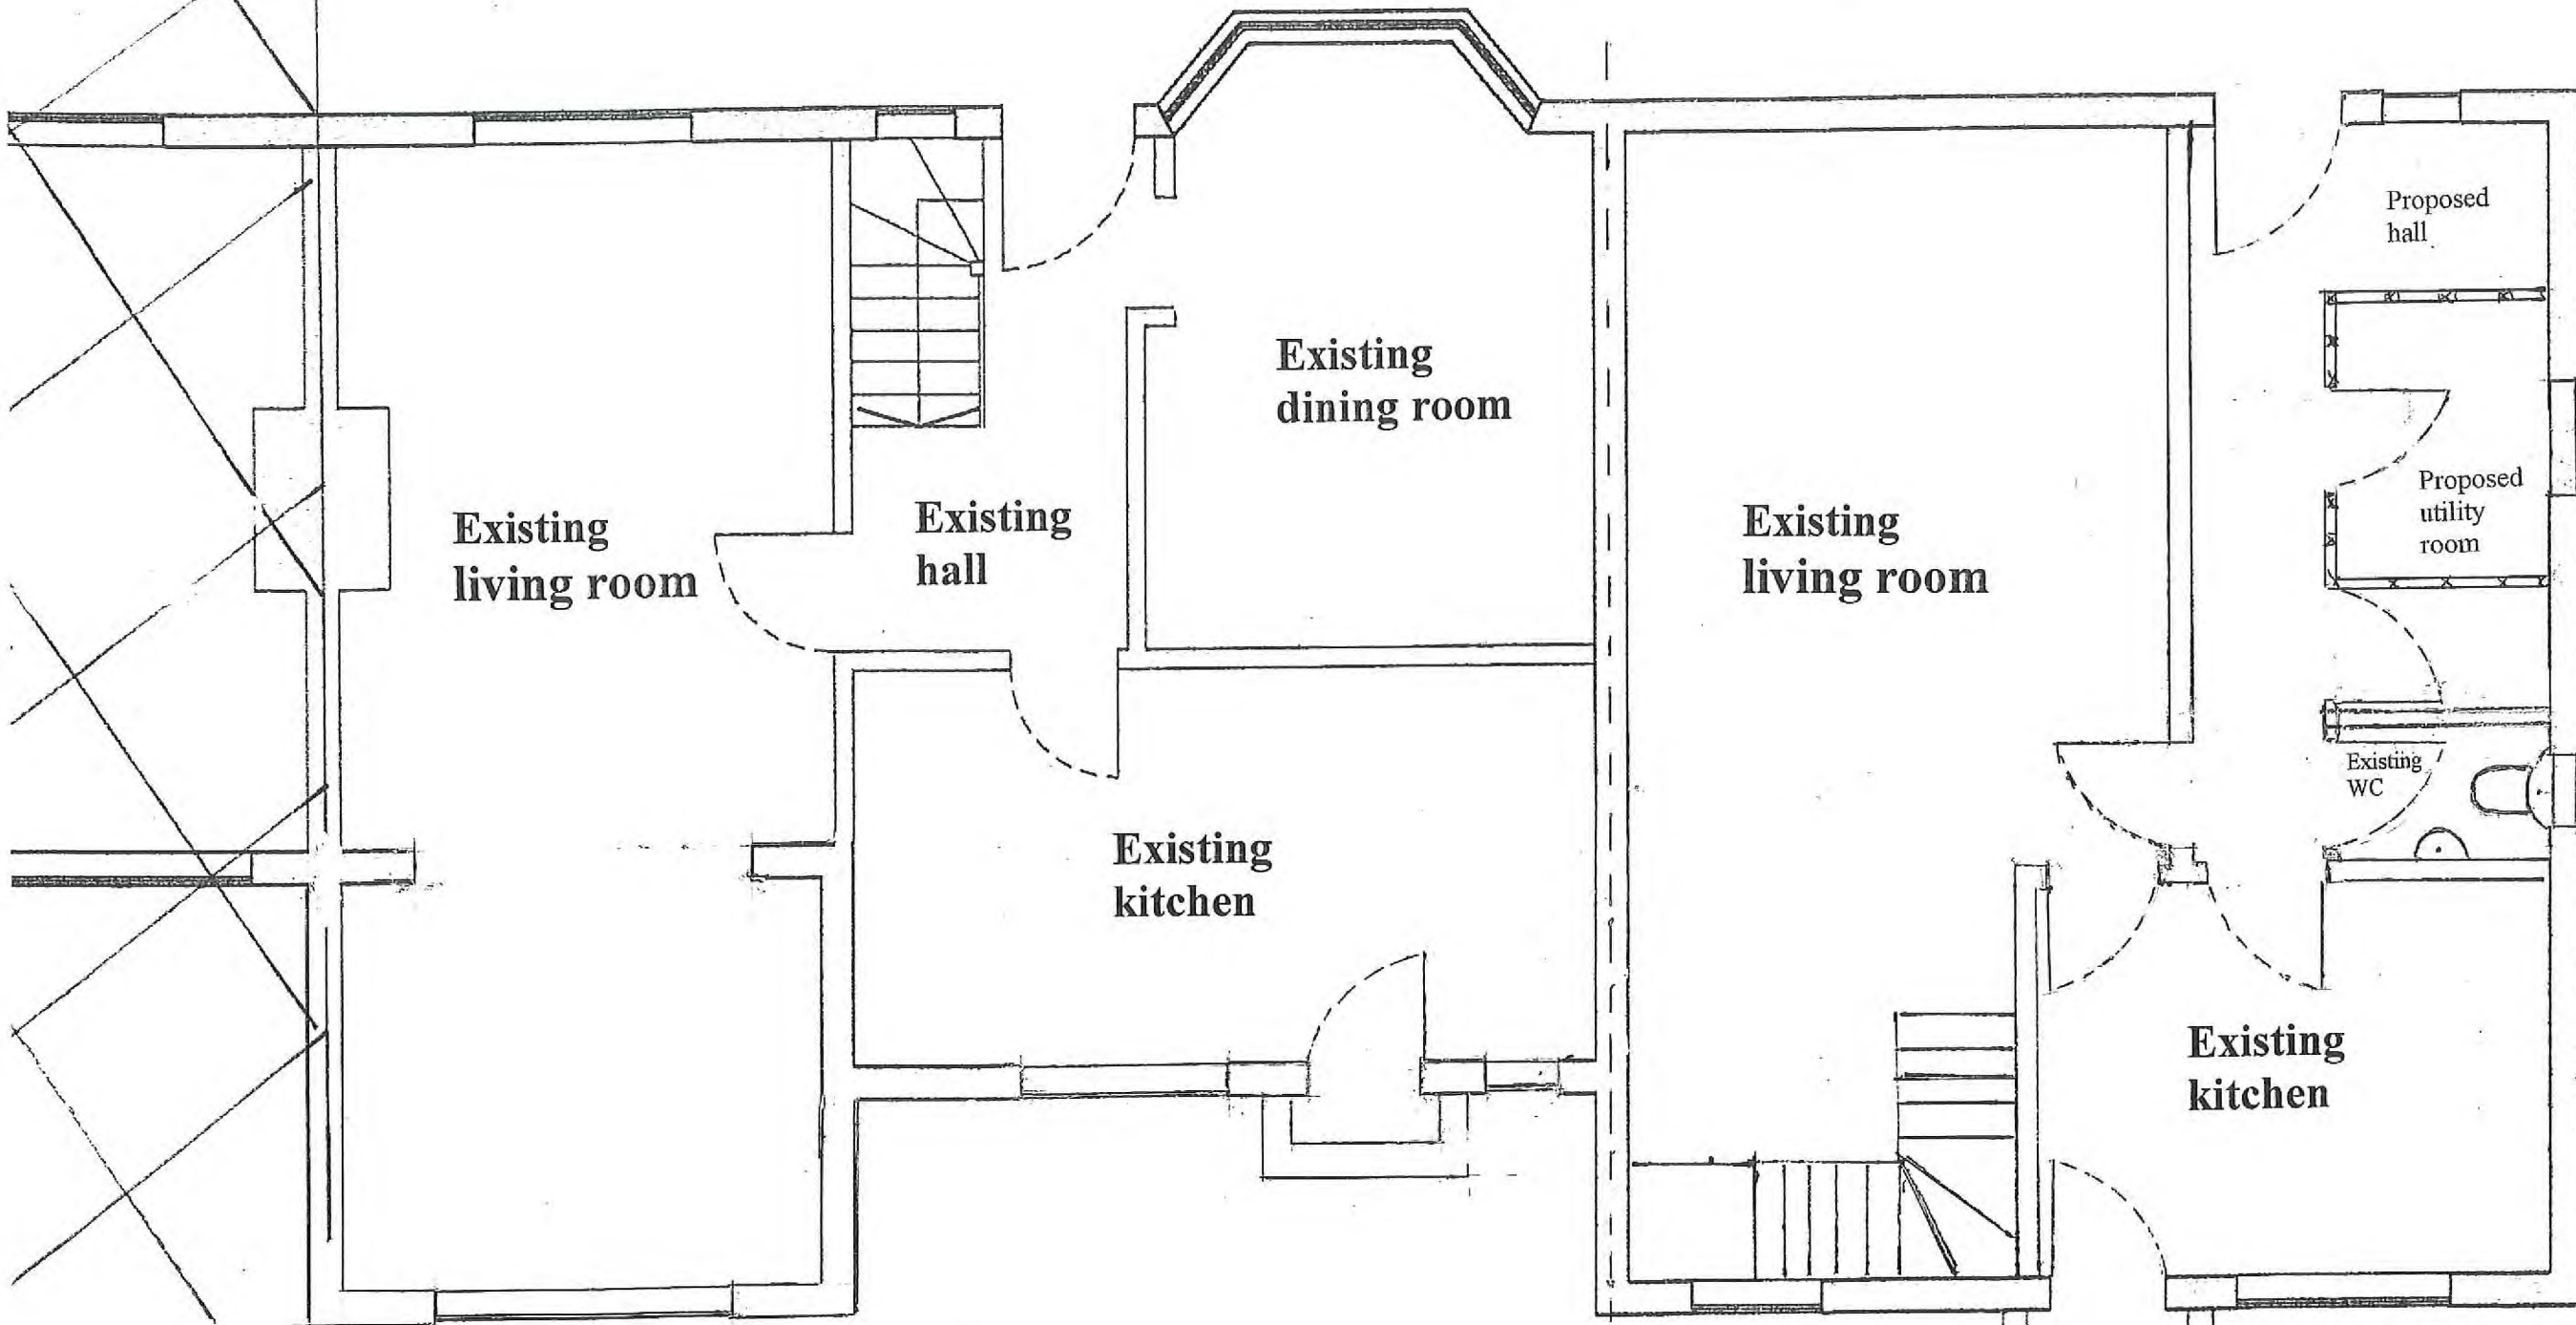 Proposed
hall
Existing
dining room
Existing
living room
Existing
hall
Existing
living room
Proposed
utility
room
Existing
WC
Existing
kitchen
Existing
kitchen